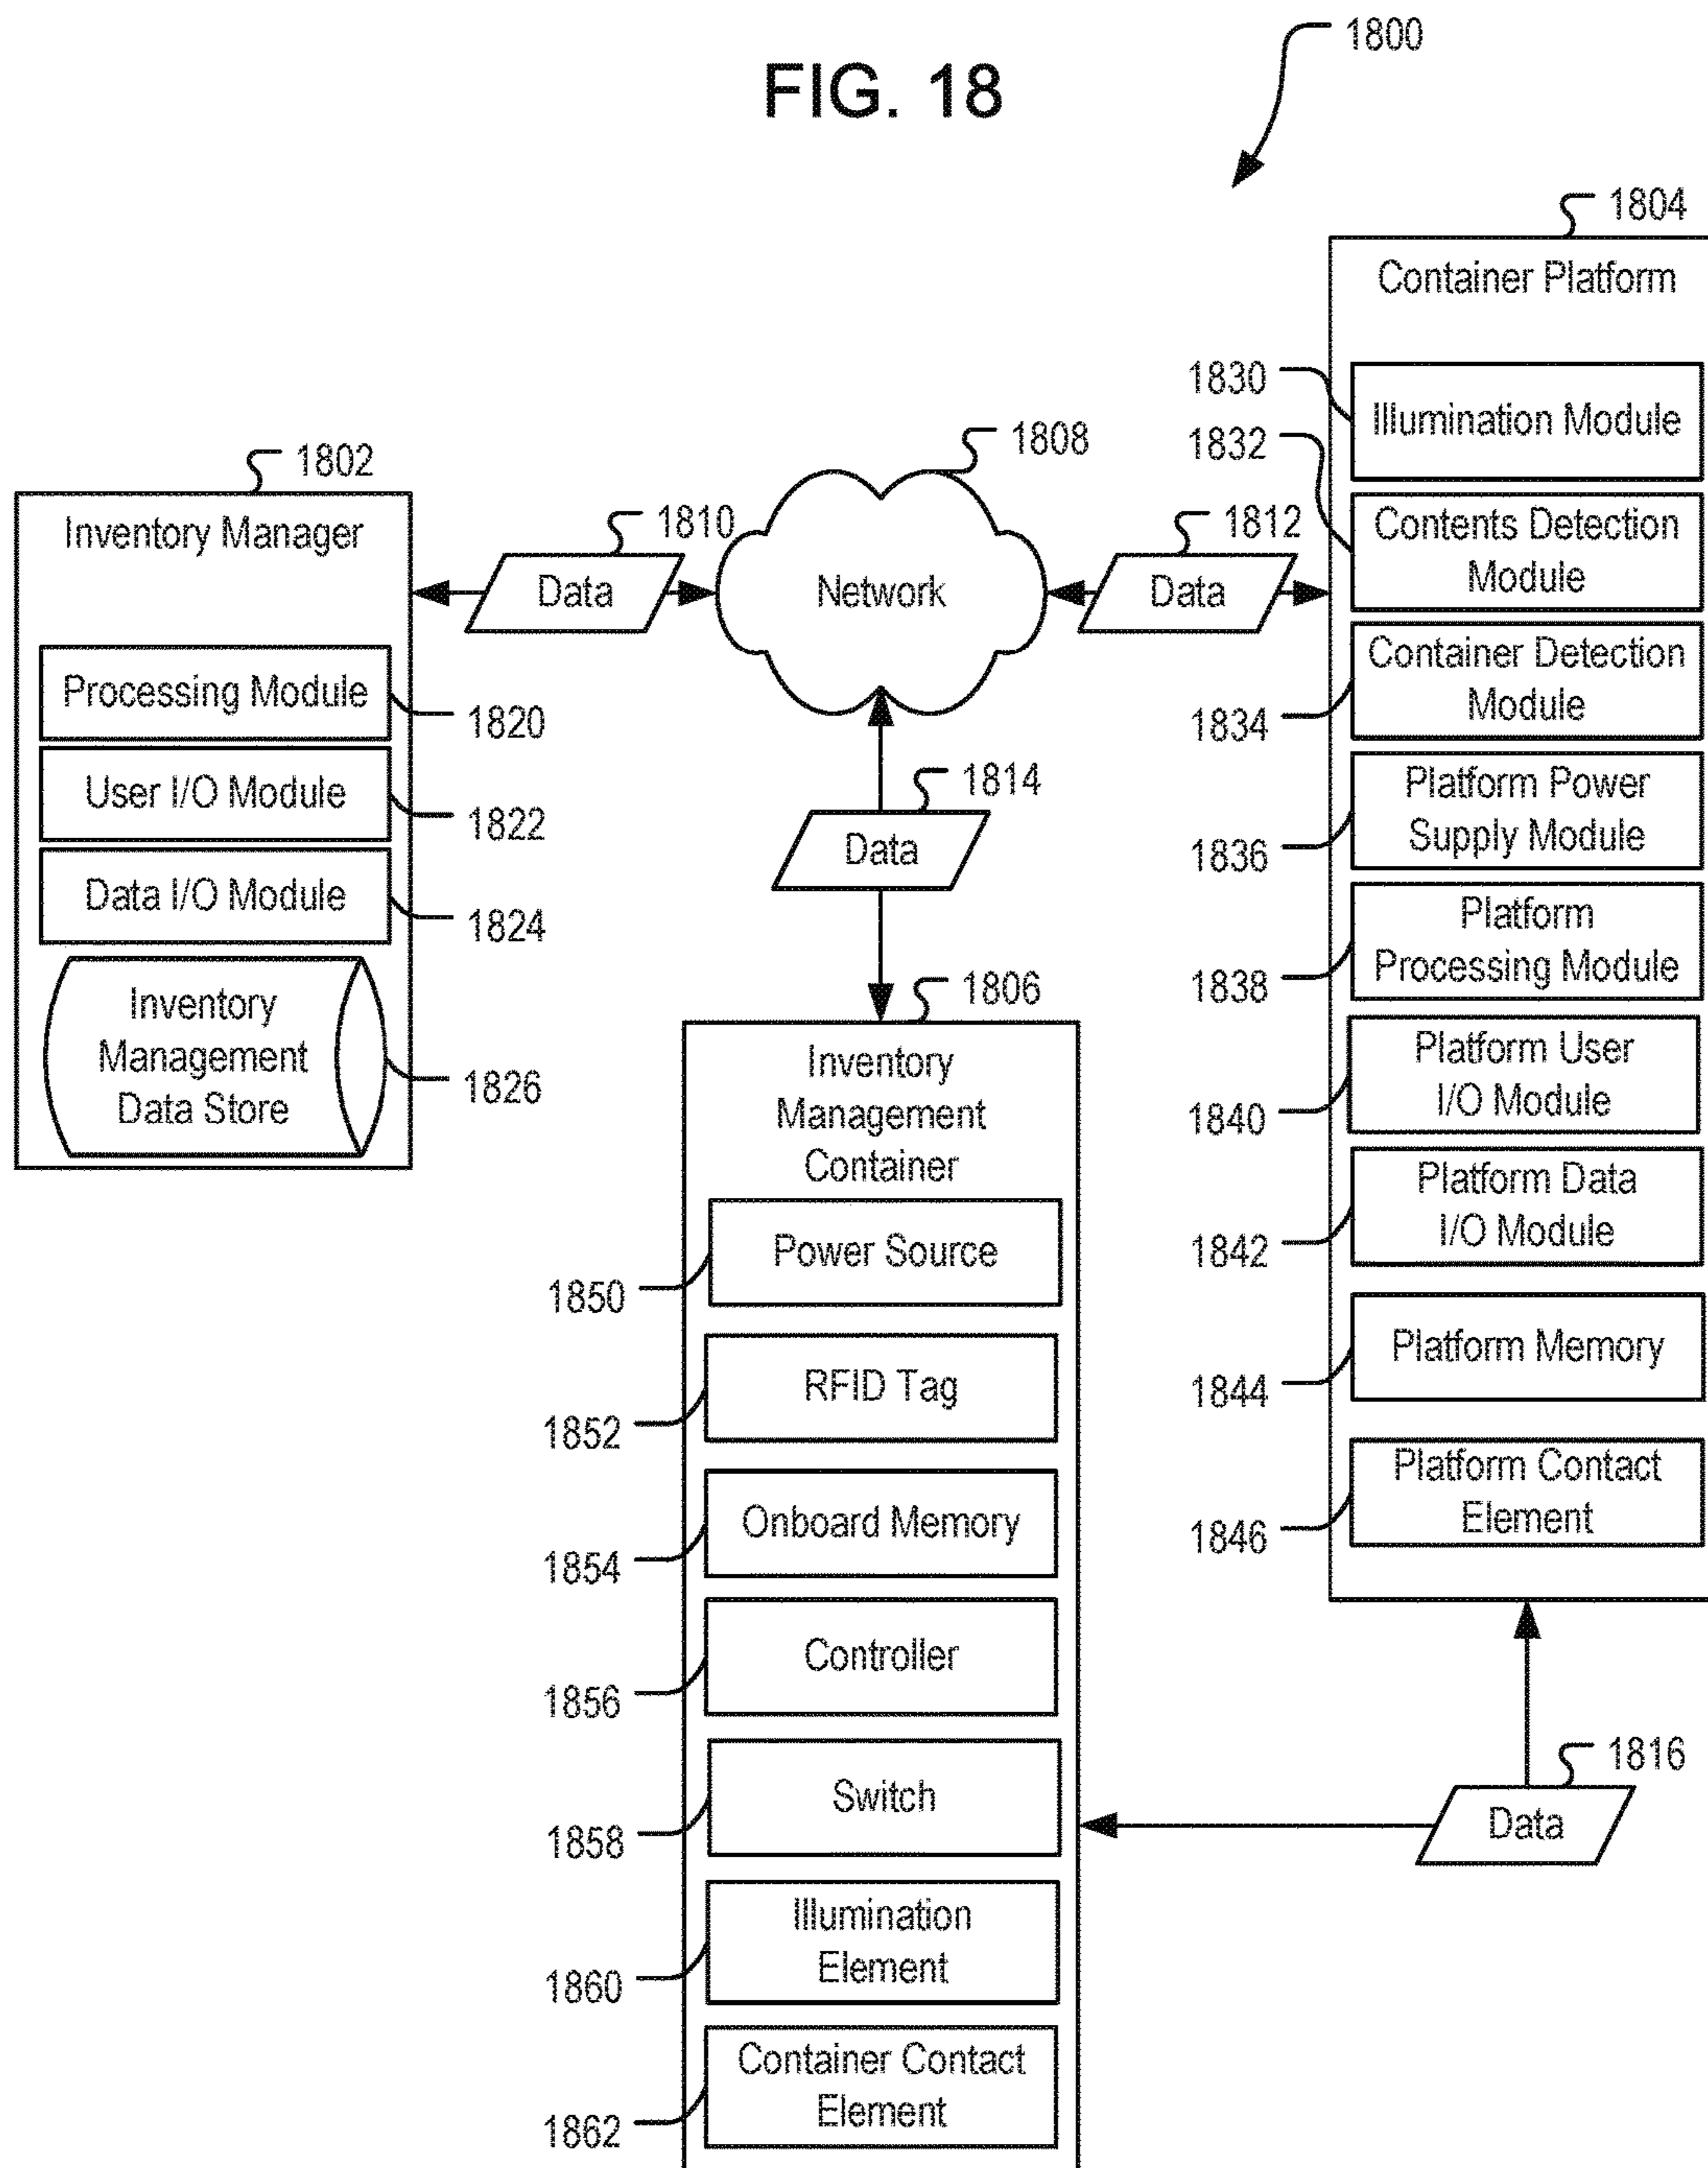 1800
FIG. 18
1804
Container Platform
1830
Illumination Module
1832
Contents Detection
Module
Container Detection
Module
1834
Platform Power
Supply Module
1836
Platform
Processing Module
1838
Platform User
I/O Module
1840
Platform Data
I/O Module
1842
Platform Memory
1844
Platform Contact
Element
1846
1802
Inventory Manager
Processing Module
1820
User I/O Module
1822
Data I/O Module
1824
Inventory
Management
Data Store
1826
1810
Data
1808
Network
1812
Data
1814
Data
1806
Inventory
Management
Container
Power Source
1850
RFID Tag
1852
Onboard Memory
1854
Controller
1856
Switch
1858
Illumination
Element
1860
Container Contact
Element
1862
1816
Data